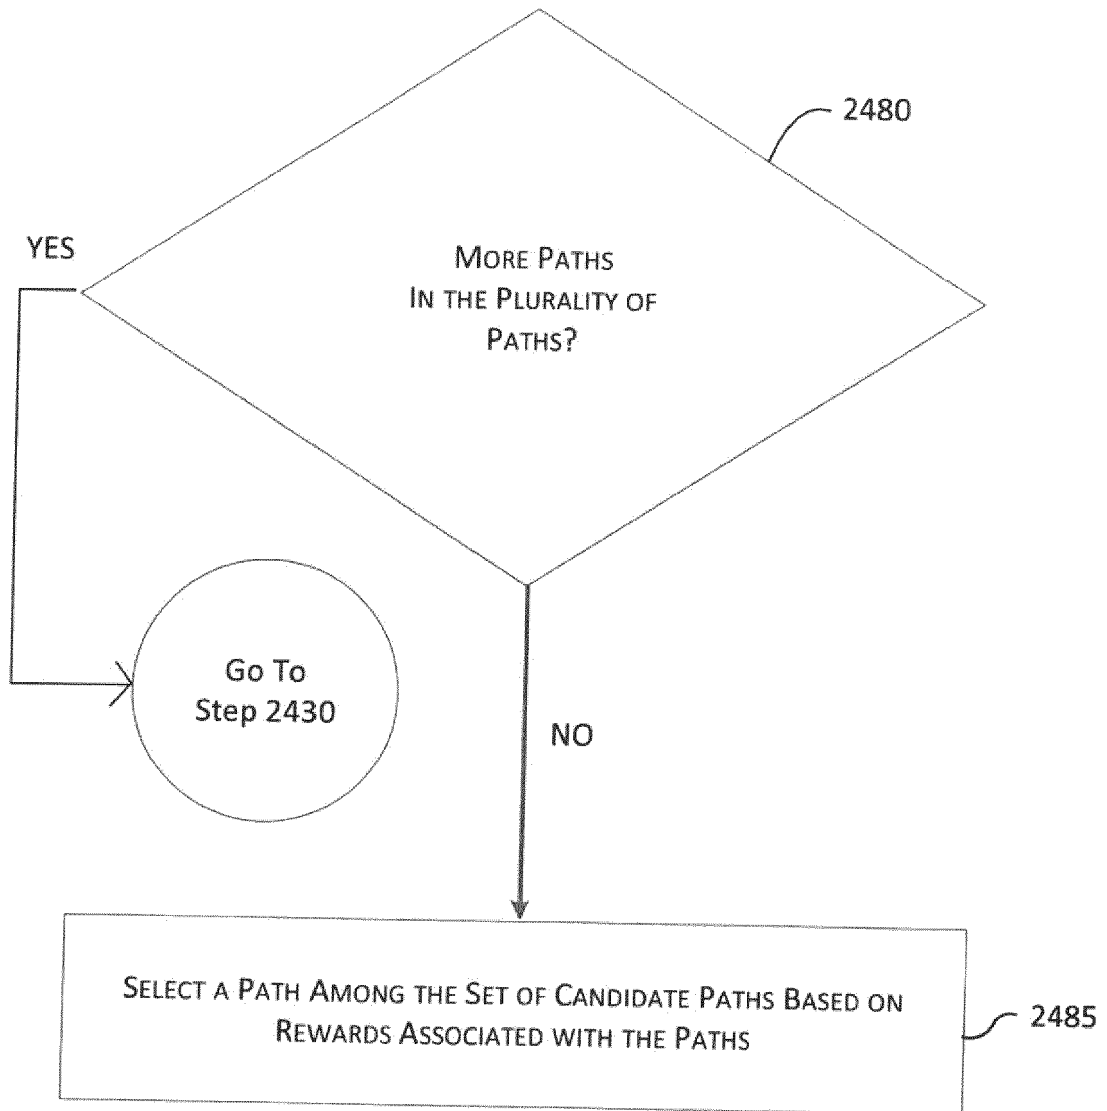 2480
YES
MORE PATHS
IN THE PLURALITY OF
PATHS?
Go To
Step 2430
NO
SELECT A PATH AMONG THE SET OF CANDIDATE PATHS BASED ON
REWARDS ASSOCIATED WITH THE PATHS
2485